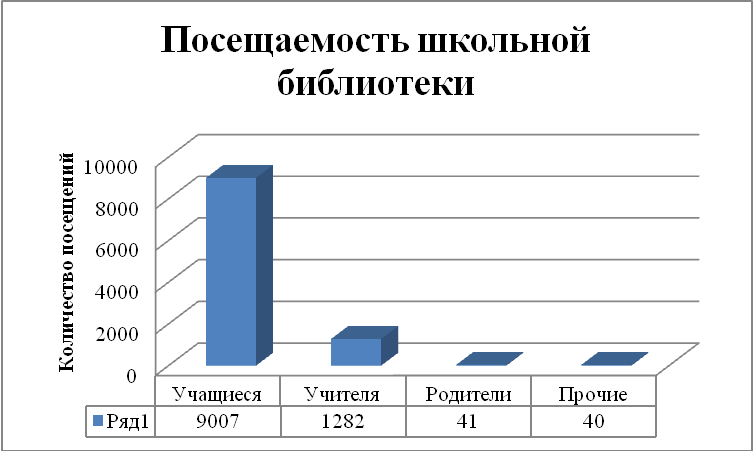 Посещаемость школьной
библиотеки
Количество посещений
10000
8000
6000
4000
2000
0
Учащиеся Учителя Родители Прочие
Ряд1 9007 1282 41 40